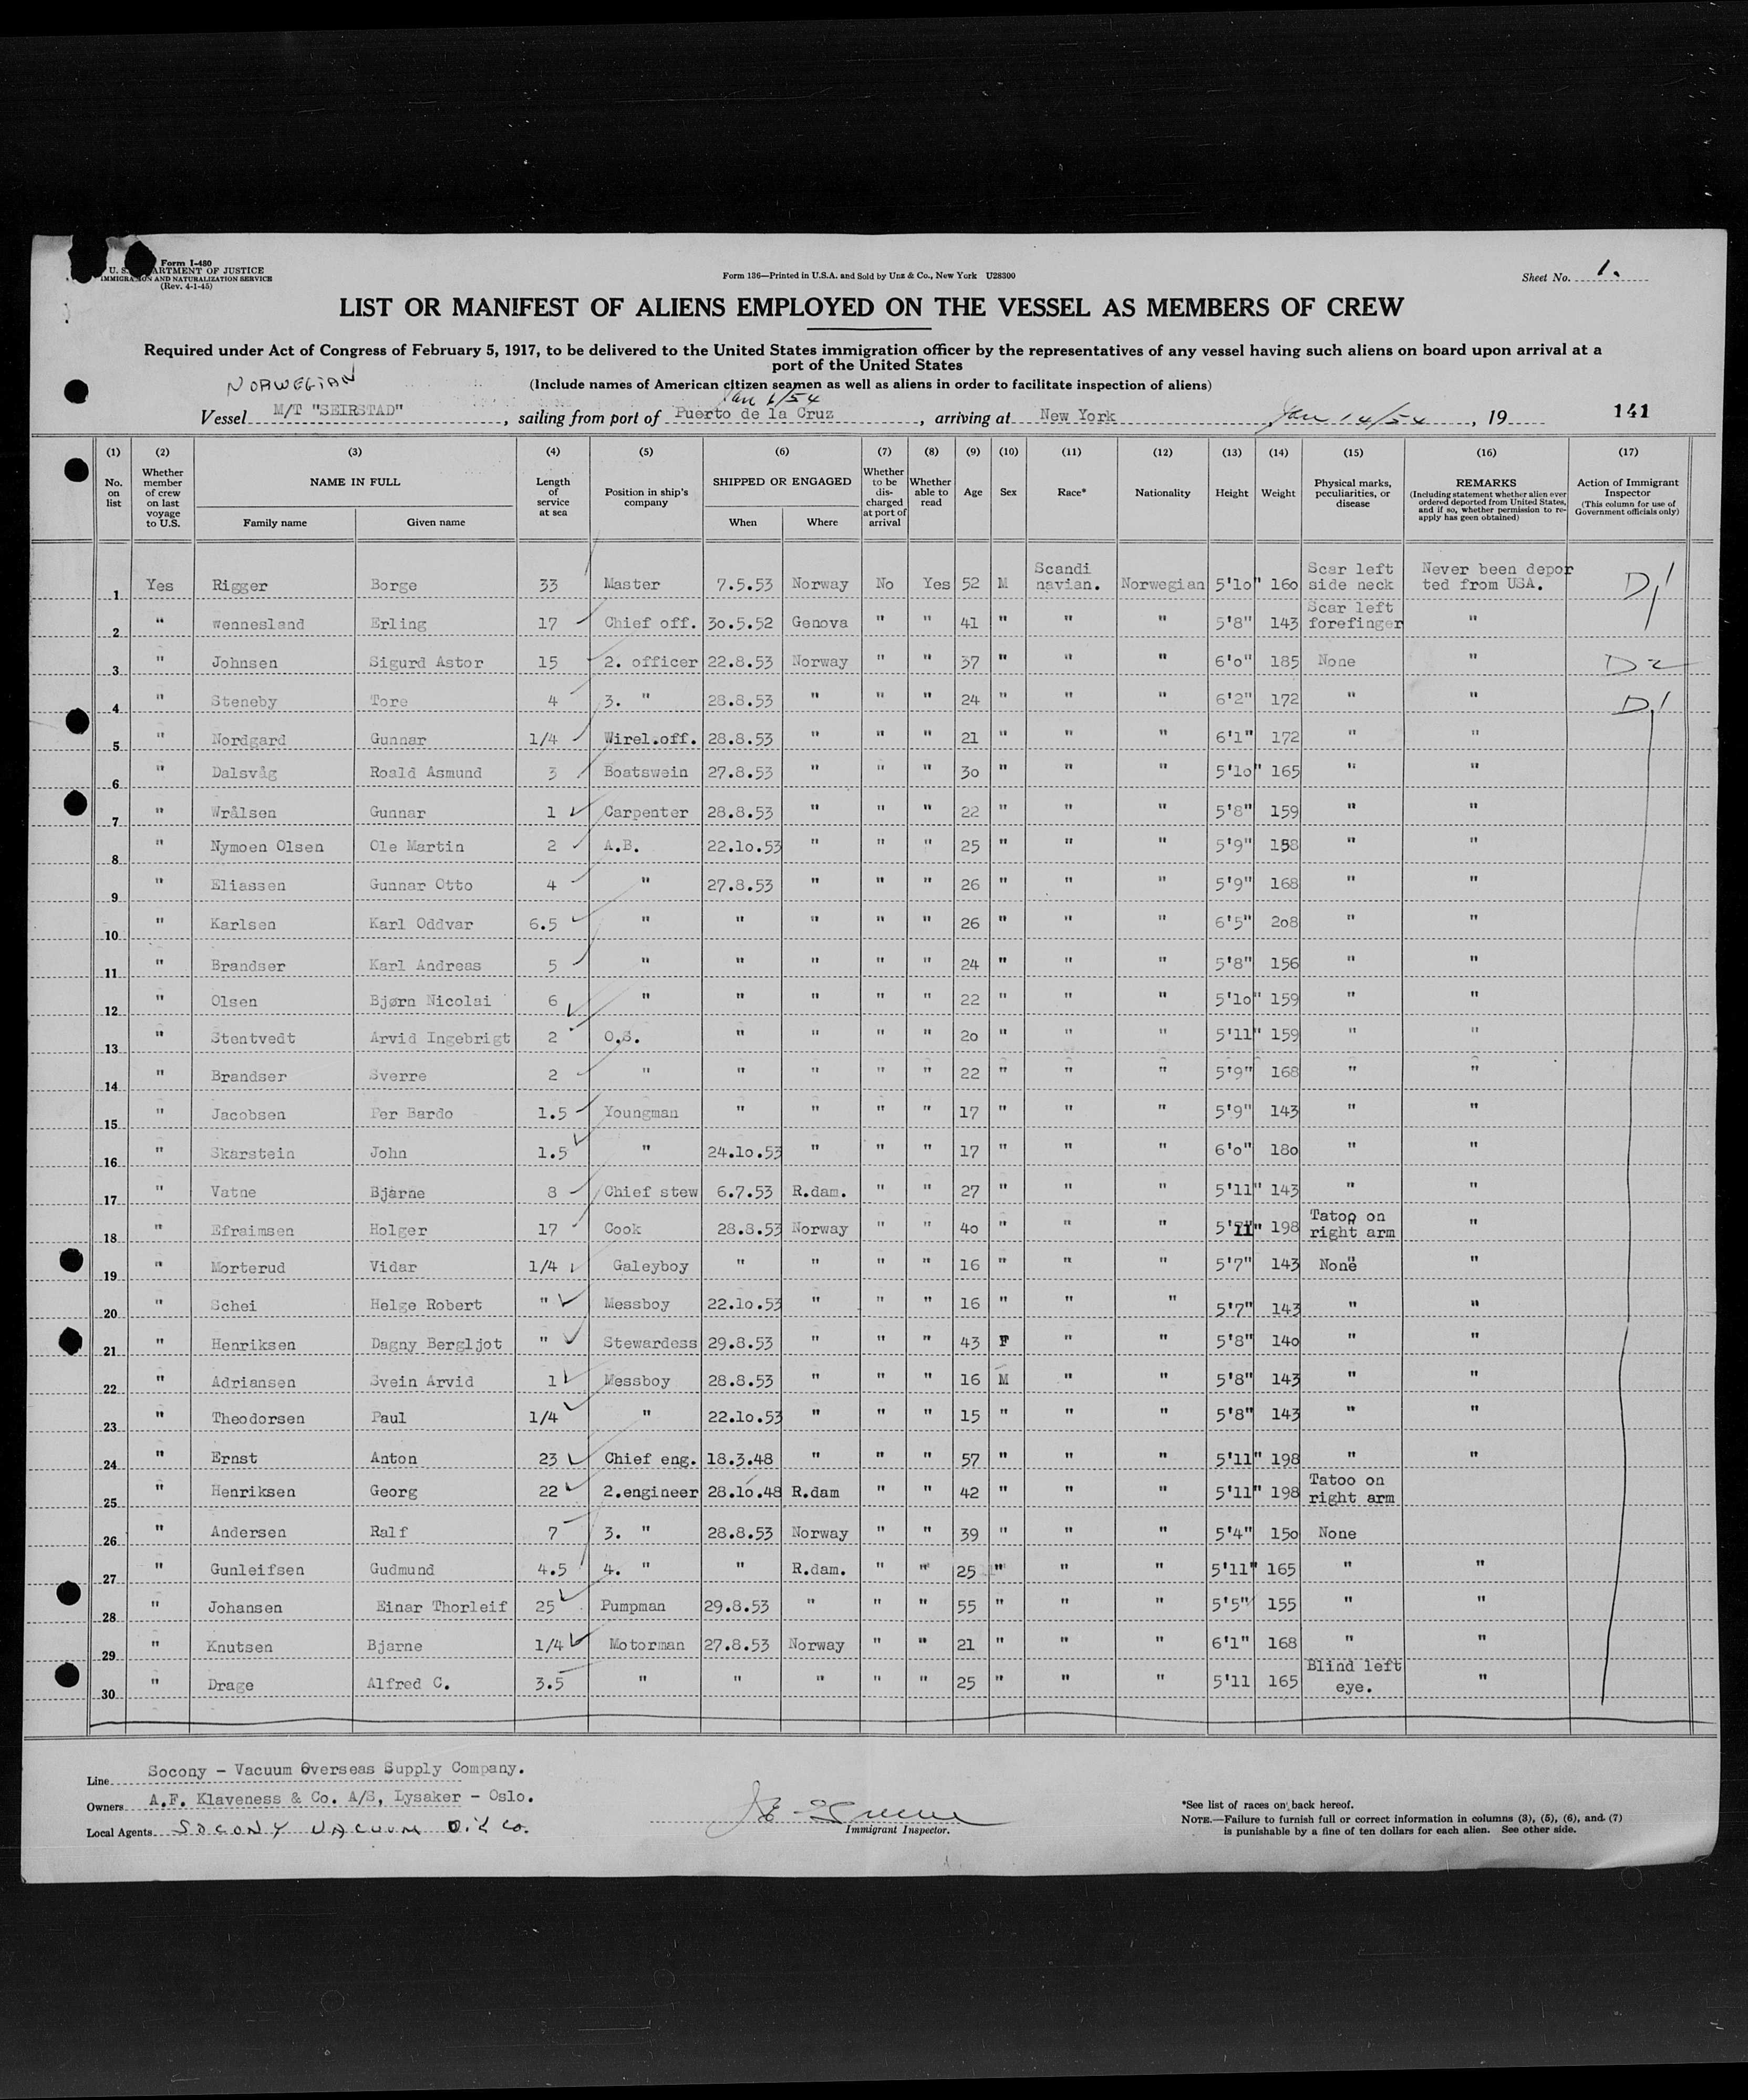 Form I-480
U. S. DEPARTMENT OF JUSTICE
IMMIGRATION AND NATURALIZATION SERVICE
(Rev. 4-1-45)
Form 136—Printed in U.S.A. and Sold by Unz & Co., New York U28300
Sheet No. 1.
LIST OR MANIFEST OF ALIENS EMPLOYED ON THE VESSEL AS MEMBERS OF CREW
Required under Act of Congress of February 5, 1917, to be delivered to the United States immigration officer by the representatives of any vessel having such aliens on board upon arrival at a
port of the United States
(Include names of American citizen seamen as well as aliens in order to facilitate inspection of aliens)
NORWEGIAN
Jan 6/54
Vessel M/T "SEIRSTAD", sailing from port of Puerto de la Cruz, arriving at New York, Jan 14/54, 19 141
(1) No. on list (2) Whether member of crew on last voyage to U.S. (3) NAME IN FULL Family name Given name (4) Length of service at sea (5) Position in ship's company (6) SHIPPED OR ENGAGED When Where (7) Whether to be dis-charged at port of arrival (8) Whether able to read (9) Age (10) Sex (11) Race* (12) Nationality (13) Height (14) Weight (15) Physical marks, peculiarities, or disease (16) REMARKS (Including statement whether alien ever ordered deported from United States, and if so, whether permission to re-apply has geen obtained) (17) Action of Immigrant Inspector (This column for use of Government officials only)
1 Yes Rigger Borge 33 Master 7.5.53 Norway No Yes 52 M Scandi navian. Norwegian 5'1o" 16o Scar left side neck Never been depor ted from USA. D1
2 " wennesland Erling 17 Chief off. 3o.5.52 Genova " " 41 " " " 5'8" 143 Scar left forefinger "
3 " Johnsen Sigurd Astor 15 2. officer 22.8.53 Norway " " 37 " " " 6'o" 185 None " D2
4 " Steneby Tore 4 3. " 28.8.53 " " " 24 " " " 6'2" 172 " " D1
5 " Nordgard Gunnar 1/4 Wirel.off. 28.8.53 " " " 21 " " " 6'1" 172 " "
6 " Dalsvåg Roald Asmund 3 Boatswein 27.8.53 " " " 3o " " " 5'1o" 165 " "
7 " Wrålsen Gunnar 1 Carpenter 28.8.53 " " " 22 " " " 5'8" 159 " "
8 " Nymoen Olsen Ole Martin 2 A.B. 22.1o.53 " " " 25 " " " 5'9" 158 " "
9 " Eliassen Gunnar Otto 4 " 27.8.53 " " " 26 " " " 5'9" 168 " "
10 " Karlsen Karl Oddvar 6.5 " " " " " 26 " " " 6'5" 2o8 " "
11 " Brandser Karl Andreas 5 " " " " " 24 " " " 5'8" 156 " "
12 " Olsen Bjørn Nicolai 6 " " " " " 22 " " " 5'1o" 159 " "
13 " Stentvedt Arvid Ingebrigt 2 O.S. " " " " 2o " " " 5'11" 159 " "
14 " Brandser Sverre 2 " " " " " 22 " " " 5'9" 168 " "
15 " Jacobsen Per Bardo 1.5 Youngman " " " " 17 " " " 5'9" 143 " "
16 " Skarstein John 1.5 " 24.1o.53 " " " 17 " " " 6'o" 18o " "
17 " Vatne Bjarne 8 Chief stew 6.7.53 R.dam. " " 27 " " " 5'11" 143 " "
18 " Efraimsen Holger 17 Cook 28.8.53 Norway " " 4o " " " 5'11" 198 Tatoo on right arm "
19 " Morterud Vidar 1/4 Galeyboy " " " " 16 " " " 5'7" 143 None "
20 " Schei Helge Robert " Messboy 22.1o.53 " " " 16 " " " 5'7" 143 " "
21 " Henriksen Dagny Bergljot " Stewardess 29.8.53 " " " 43 F " " 5'8" 14o " "
22 " Adriansen Svein Arvid 1 Messboy 28.8.53 " " " 16 M " " 5'8" 143 " "
23 " Theodorsen Paul 1/4 " 22.1o.53 " " " 15 " " " 5'8" 143 " "
24 " Ernst Anton 23 Chief eng. 18.3.48 " " " 57 " " " 5'11" 198 " "
25 " Henriksen Georg 22 2.engineer 28.1o.48 R.dam " " 42 " " " 5'11" 198 Tatoo on right arm
26 " Andersen Ralf 7 3. " 28.8.53 Norway " " 39 " " " 5'4" 15o None
27 " Gunleifsen Gudmund 4.5 4. " " R.dam. " " 25 " " " 5'11" 165 " "
28 " Johansen Einar Thorleif 25 Pumpman 29.8.53 " " " 55 " " " 5'5" 155 " "
29 " Knutsen Bjarne 1/4 Motorman 27.8.53 Norway " " 21 " " " 6'1" 168 " "
30 " Drage Alfred C. 3.5 " " " " " 25 " " " 5'11 165 Blind left eye. "
Line Socony - Vacuum Overseas Supply Company.
Owners A.F. Klaveness & Co. A/S, Lysaker - Oslo.
Local Agents SOCONY VACUUM OIL CO.
Immigrant Inspector.
*See list of races on back hereof.
NOTE.—Failure to furnish full or correct information in columns (3), (5), (6), and (7)
is punishable by a fine of ten dollars for each alien. See other side.